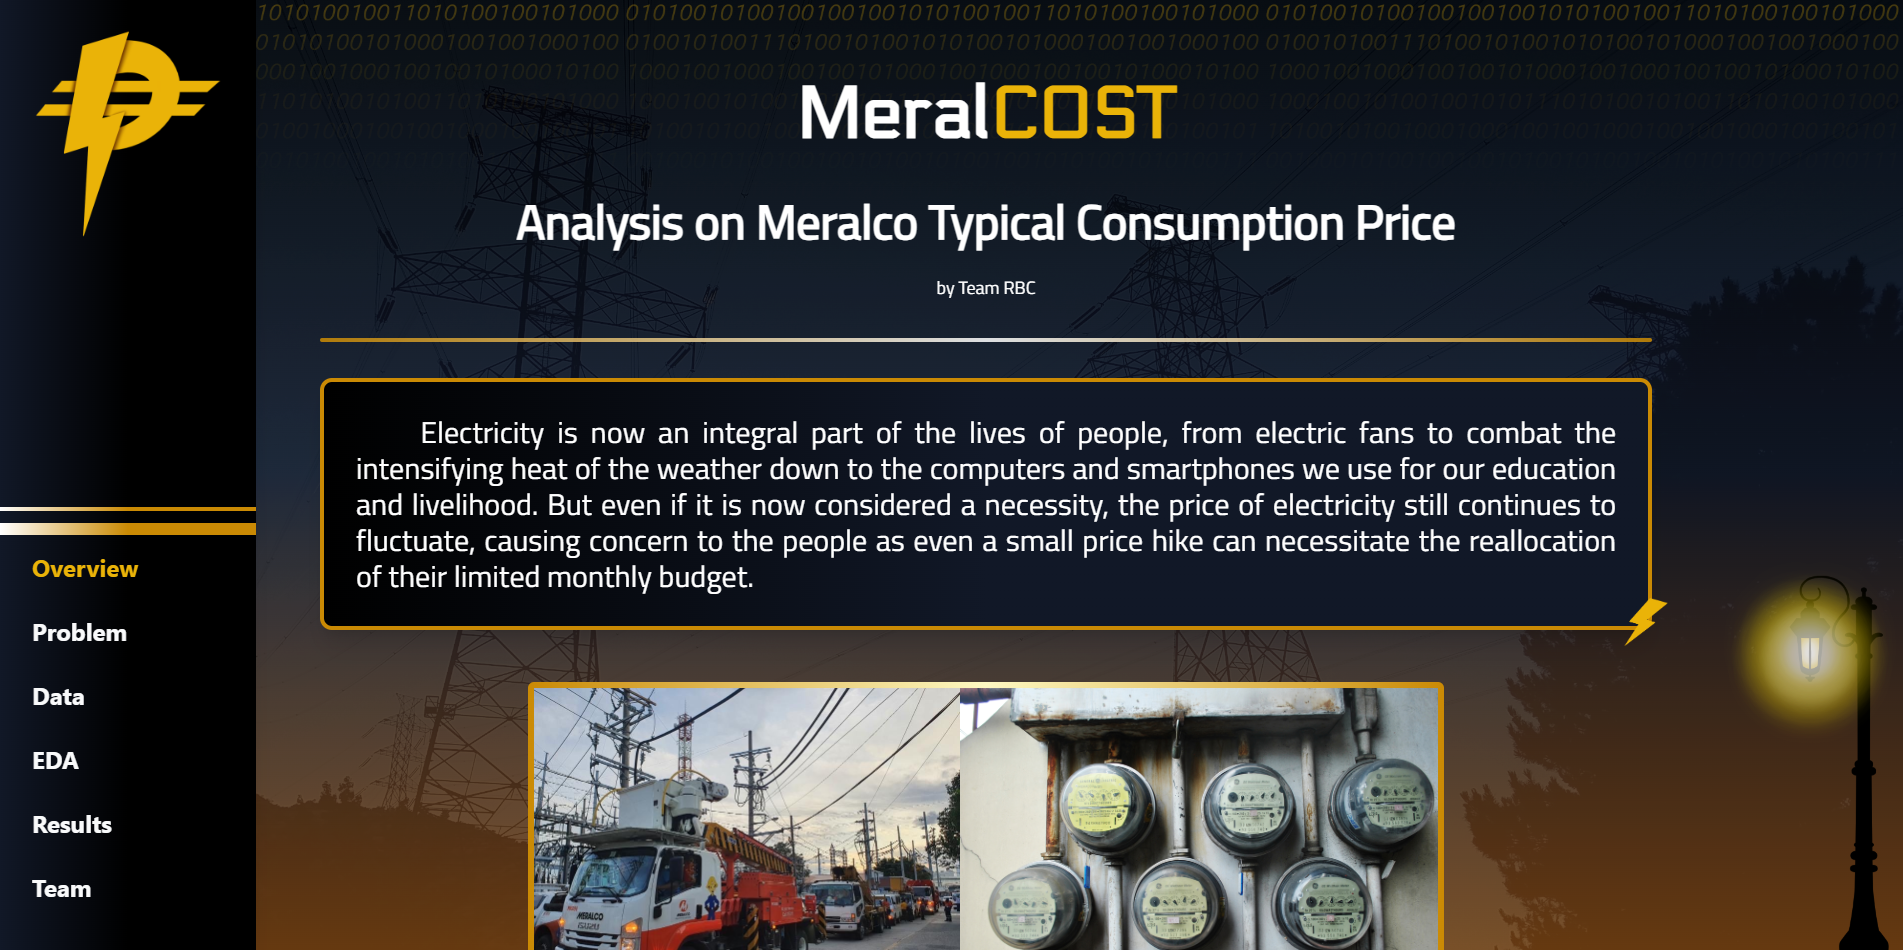 MeralCOST
Analysis on Meralco Typical Consumption Price
by Team RBC
Electricity is now an integral part of the lives of people, from electric fans to combat the
intensifying heat of the weather down to the computers and smartphones we use for our education
and livelihood. But even if it is now considered a necessity, the price of electricity still continues to
fluctuate, causing concern to the people as even a small price hike can necessitate the reallocation
of their limited monthly budget.
Overview
Problem
Data
EDA
Results
Team
MERALCO